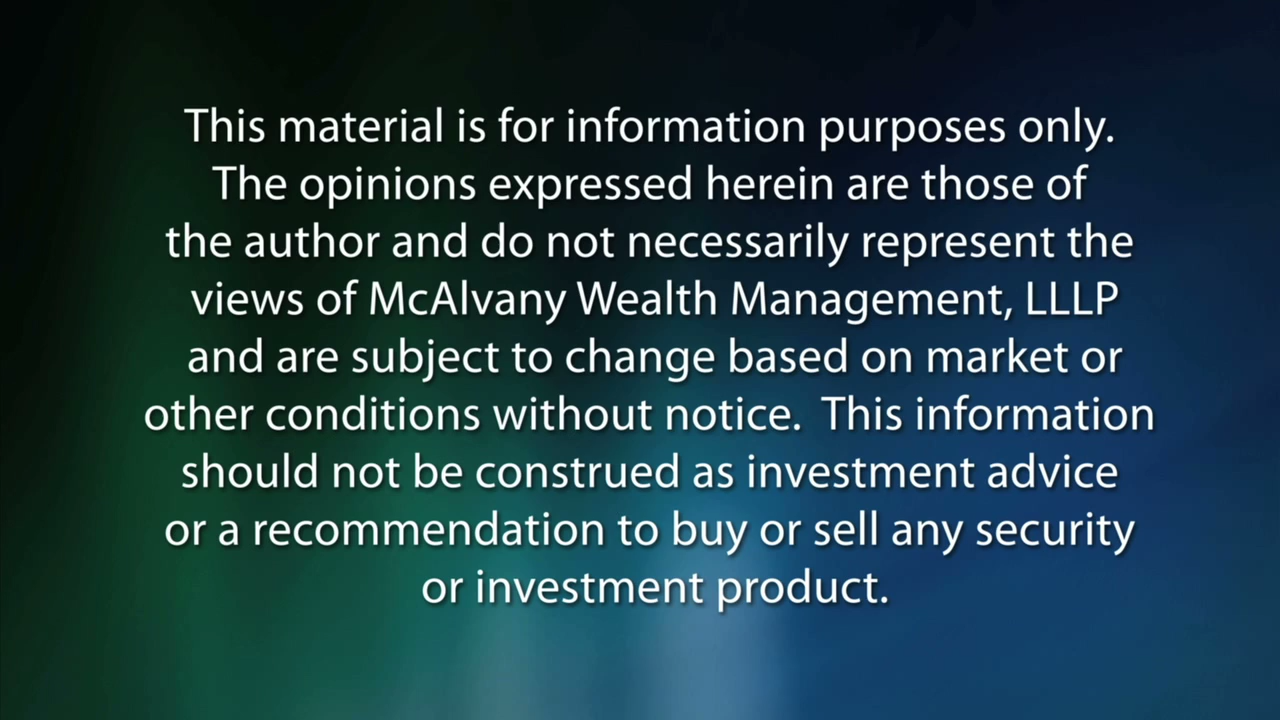 This material is for information purposes only.
The opinions expressed herein are those of
the author and do not necessarily represent the
views of McAlvany Wealth Management, LLLP
and are subject to change based on market or
other conditions without notice.  This information
should not be construed as investment advice
or a recommendation to buy or sell any security
or investment product.